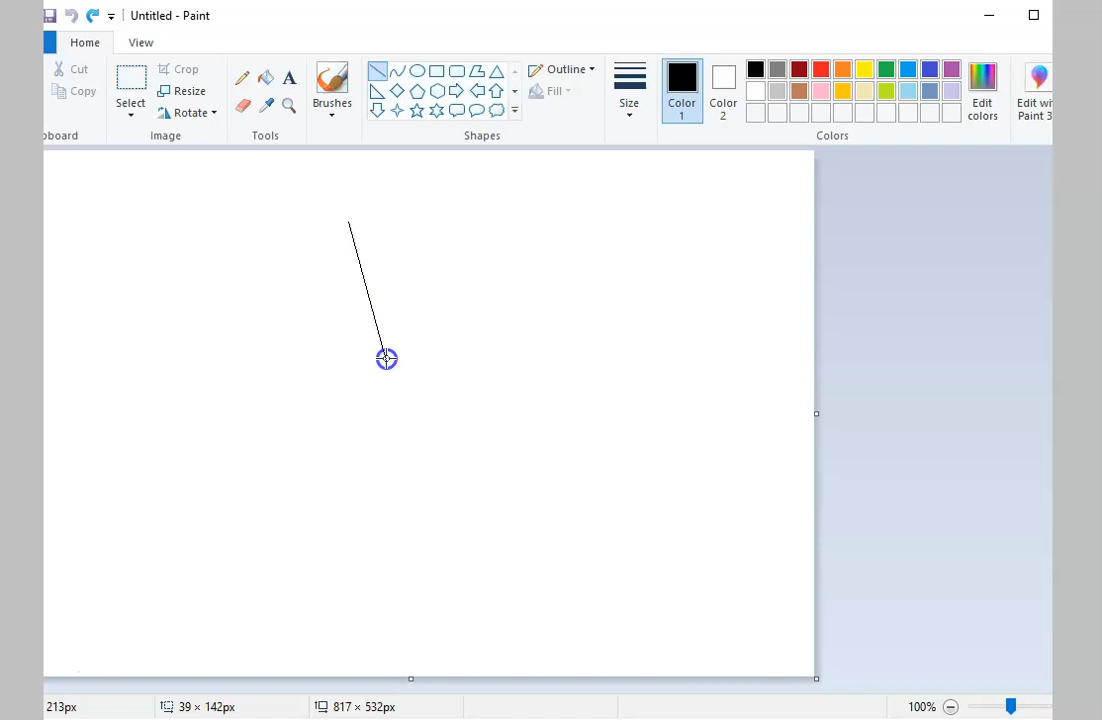 Untitled - Paint
Home View
Cut
Copy
Select
Crop
Resize
Rotate
Brushes
Outline
Fill
Size
Color 1
Color 2
Edit colors
Edit wi
Paint 3
pboard Image Tools Shapes Colors
213px 39 × 142px 817 × 532px 100%